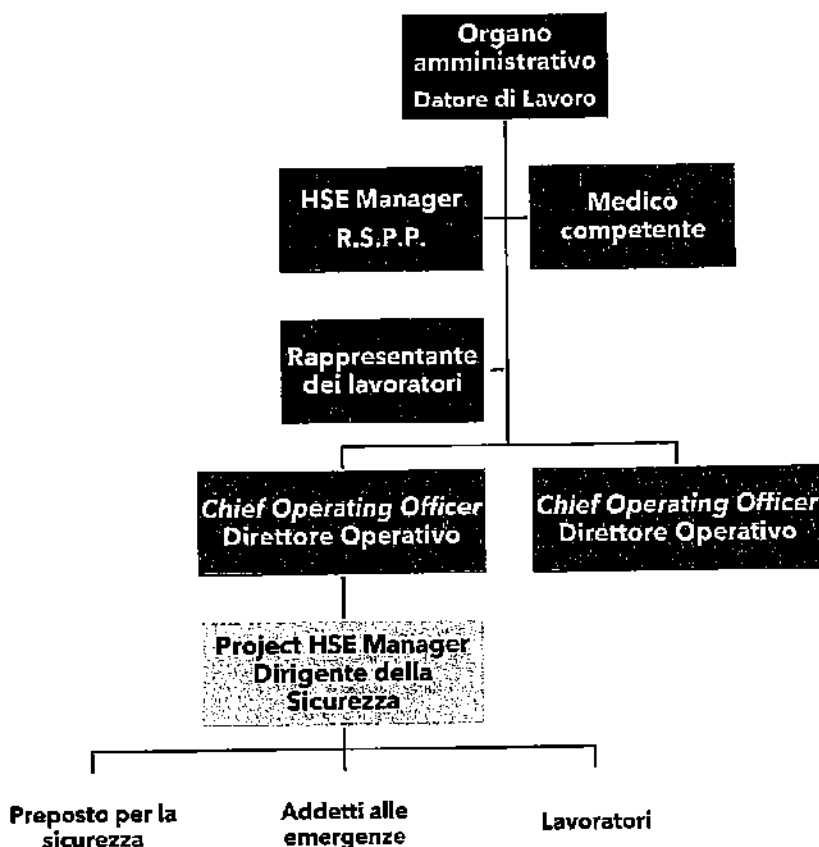 Organo
amministrativo
Datore di Lavoro
HSE Manager
R.S.P.P.
Medico
competente
Rappresentante
dei lavoratori
Chief Operating Officer
Direttore Operativo
Chief Operating Officer
Direttore Operativo
Project HSE Manager
Dirigente della
Sicurezza
Preposto per la
sicurezza
Addetti alle
emergenze
Lavoratori